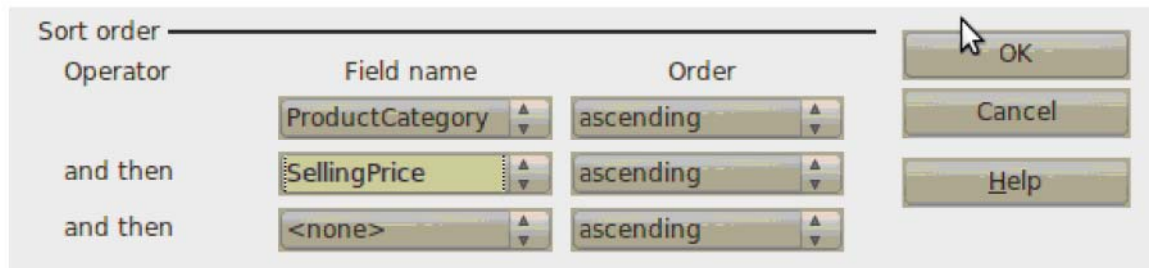 Sort order
Operator Field name Order
ProductCategory ascending
and then SellingPrice ascending
and then <none> ascending
OK
Cancel
Help